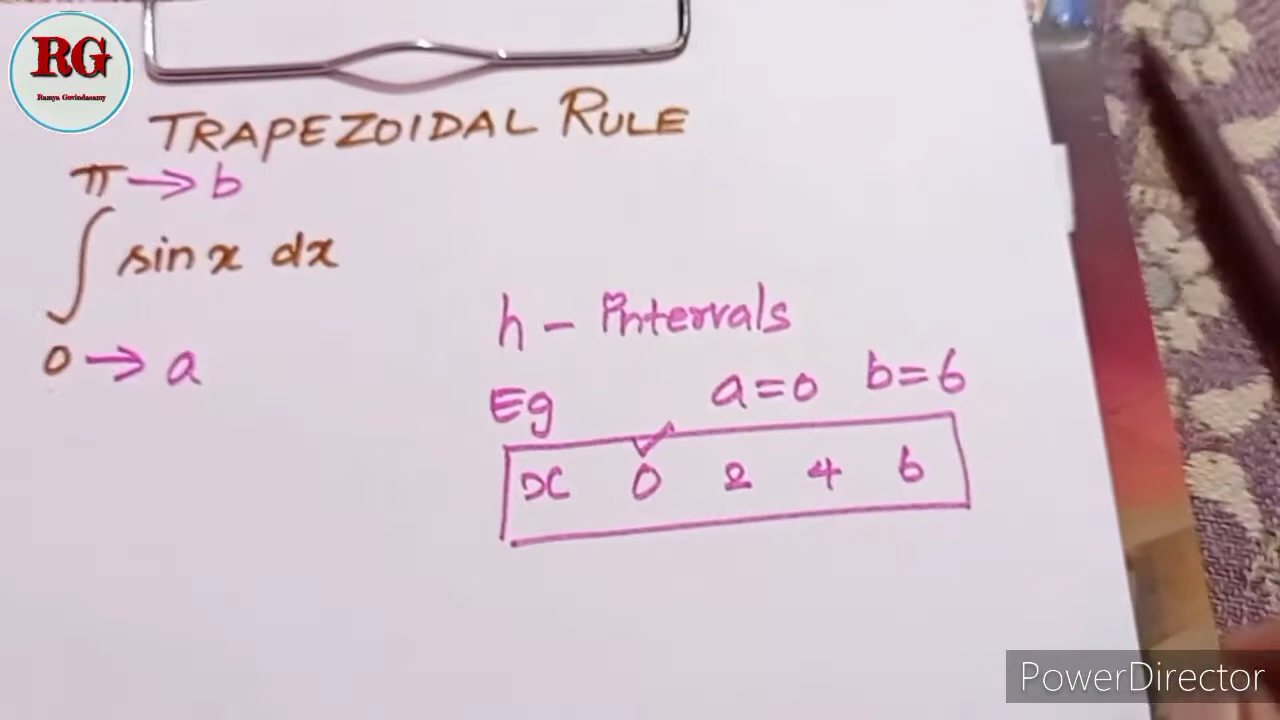 RG
Ramya Govindasamy
TRAPEZOIDAL RULE
π → b
∫ sin x dx
0 → a
h - intervals
Eg a=0 b=6
x 0 2 4 6
PowerDirector